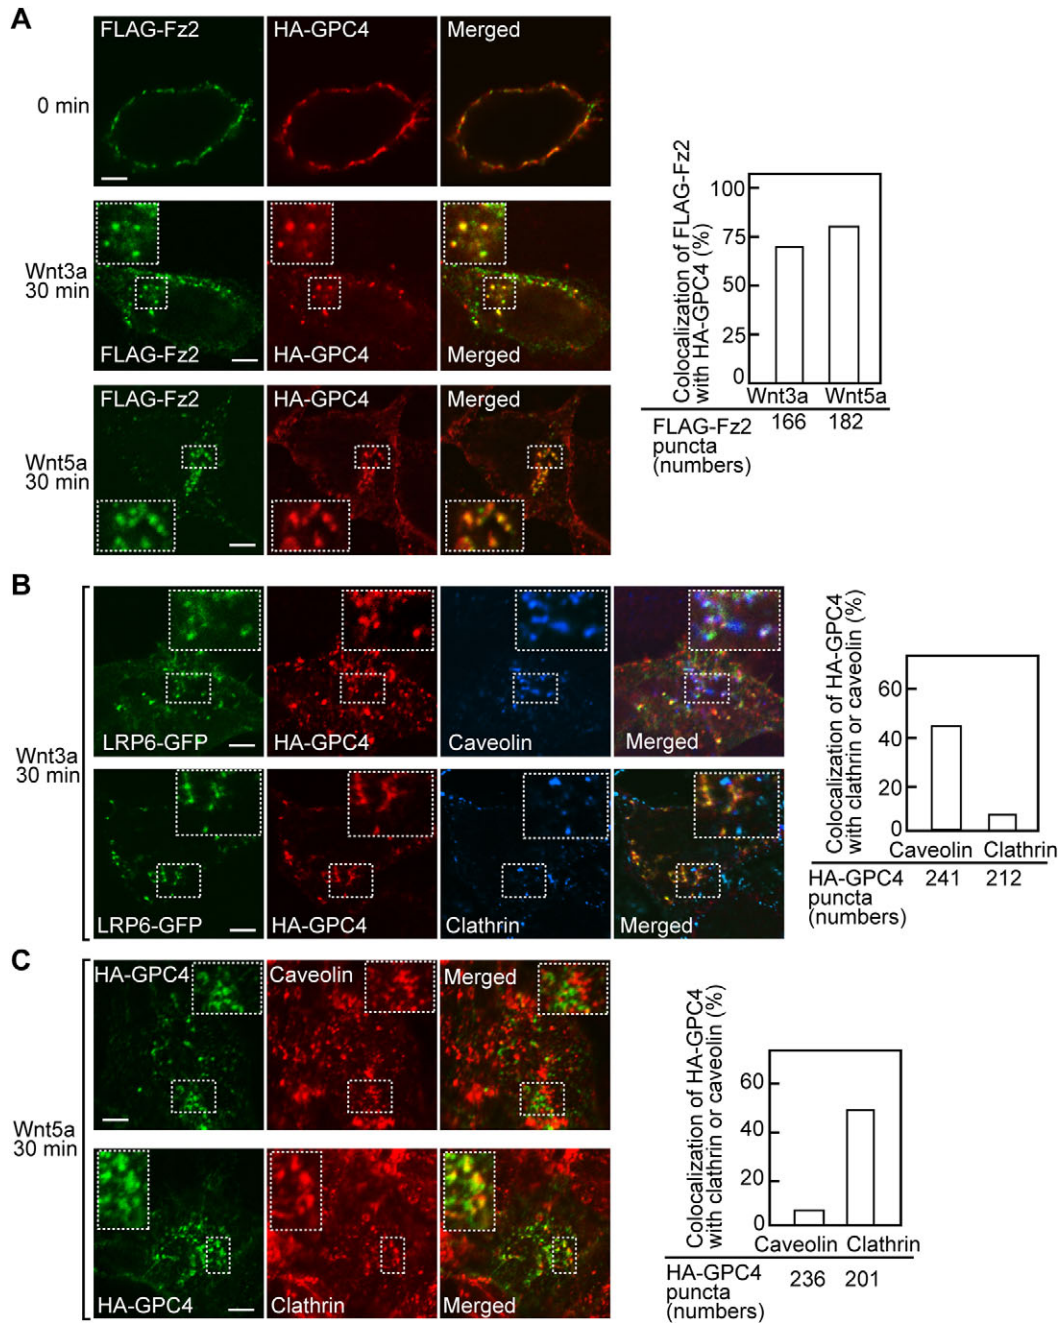 A
FLAG-Fz2
HA-GPC4
Merged
0 min
Wnt3a
30 min
FLAG-Fz2
HA-GPC4
Merged
FLAG-Fz2
HA-GPC4
Merged
Wnt5a
30 min
Colocalization of FLAG-Fz2
with HA-GPC4 (%)
100
75
50
25
0
Wnt3a Wnt5a
FLAG-Fz2
puncta
(numbers)
166 182
B
Wnt3a
30 min
LRP6-GFP
HA-GPC4
Caveolin
Merged
LRP6-GFP
HA-GPC4
Clathrin
Merged
Colocalization of HA-GPC4
with clathrin or caveolin (%)
60
40
20
0
Caveolin Clathrin
HA-GPC4
puncta
(numbers)
241 212
C
Wnt5a
30 min
HA-GPC4
Caveolin
Merged
HA-GPC4
Clathrin
Merged
Colocalization of HA-GPC4
with clathrin or caveolin (%)
60
40
20
0
Caveolin Clathrin
HA-GPC4
puncta
(numbers)
236 201